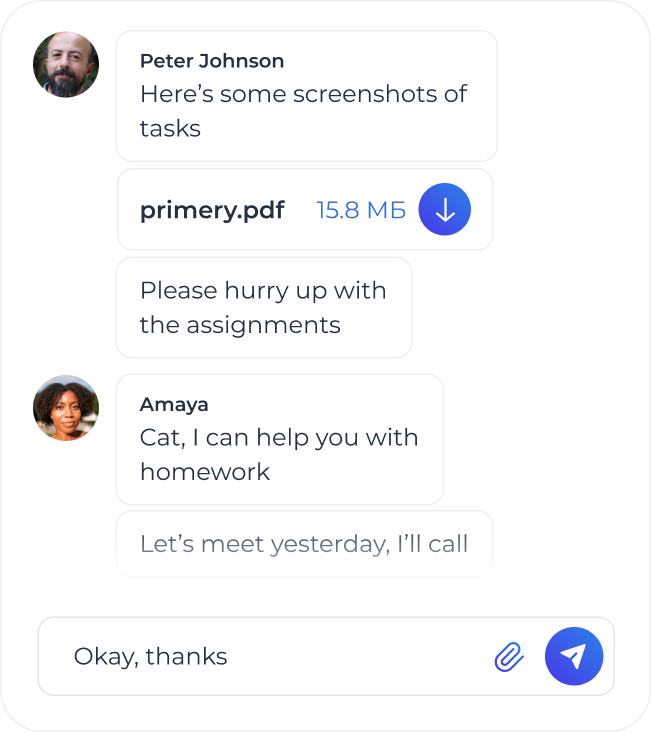 Peter Johnson
Here’s some screenshots of
tasks
primery.pdf 15.8 МБ
Please hurry up with
the assignments
Amaya
Cat, I can help you with
homework
Let’s meet yesterday, I’ll call
Okay, thanks